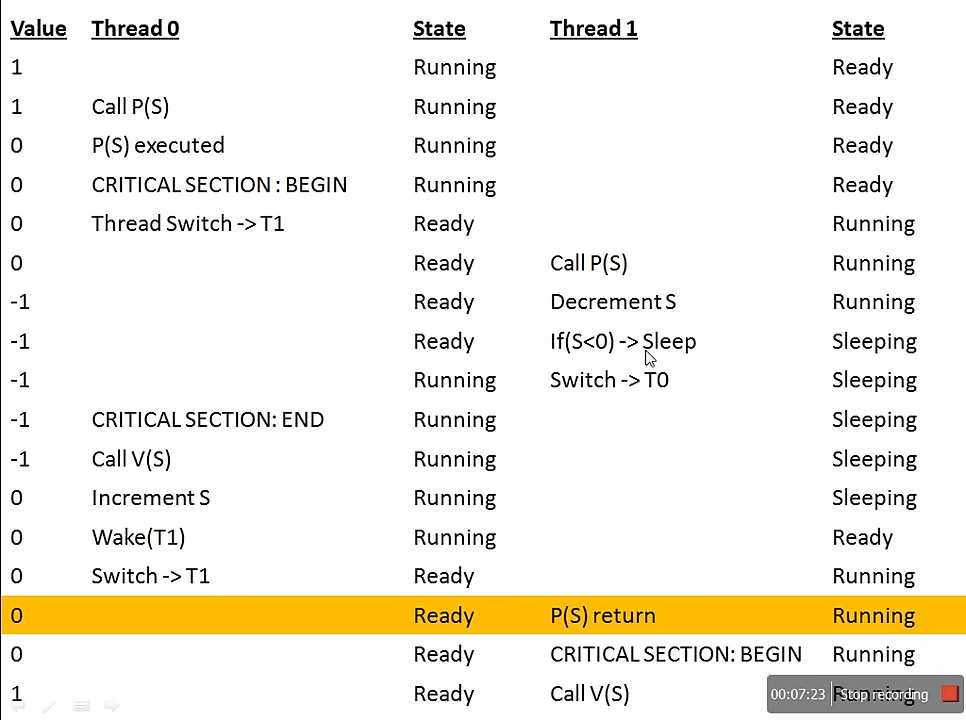 Value Thread 0 State Thread 1 State
1 Running Ready
1 Call P(S) Running Ready
0 P(S) executed Running Ready
0 CRITICAL SECTION : BEGIN Running Ready
0 Thread Switch -> T1 Ready Running
0 Ready Call P(S) Running
-1 Ready Decrement S Running
-1 Ready If(S<0) -> Sleep Sleeping
-1 Running Switch -> T0 Sleeping
-1 CRITICAL SECTION: END Running Sleeping
-1 Call V(S) Running Sleeping
0 Increment S Running Sleeping
0 Wake(T1) Running Ready
0 Switch -> T1 Ready Running
0 Ready P(S) return Running
0 Ready CRITICAL SECTION: BEGIN Running
1 Ready Call V(S) Running
00:07:23 Stop recording